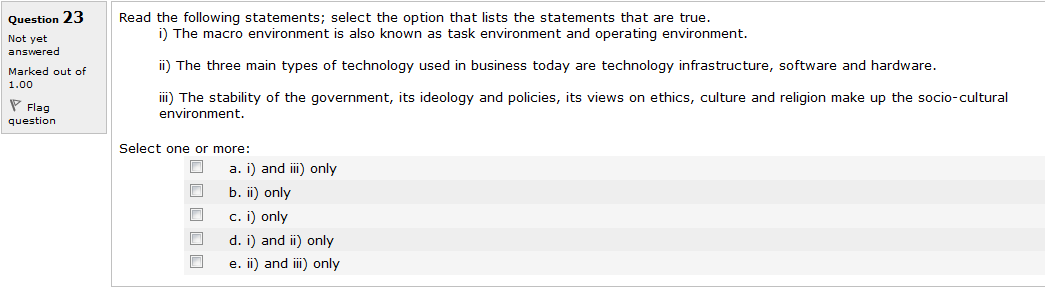 Question 23
Not yet
answered
Marked out of
1.00
Flag
question
Read the following statements; select the option that lists the statements that are true.
i) The macro environment is also known as task environment and operating environment.
ii) The three main types of technology used in business today are technology infrastructure, software and hardware.
iii) The stability of the government, its ideology and policies, its views on ethics, culture and religion make up the socio-cultural
environment.
Select one or more:
a. i) and iii) only
b. ii) only
c. i) only
d. i) and ii) only
e. ii) and iii) only